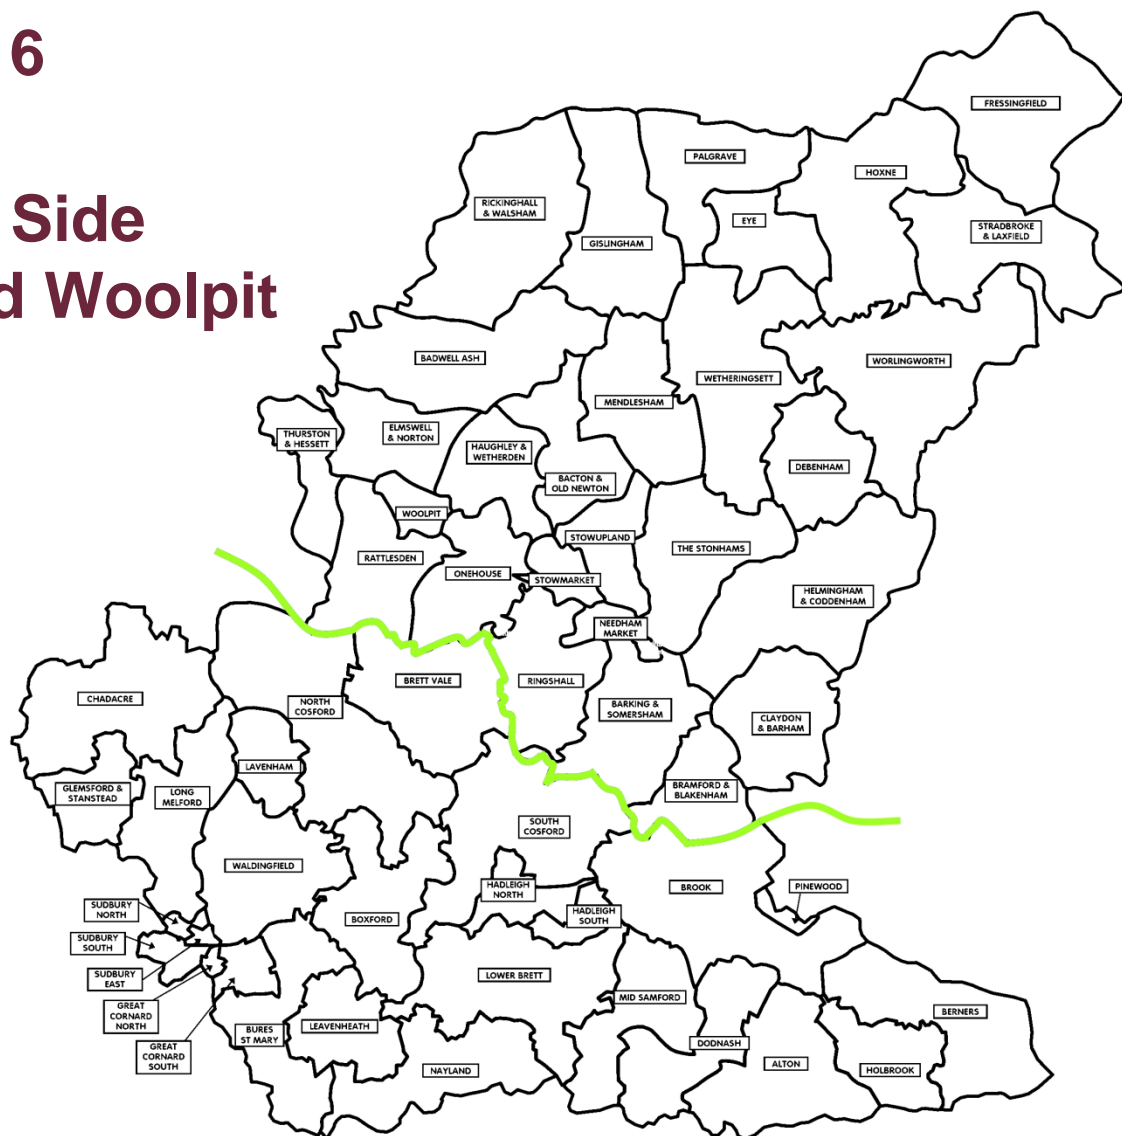 6
Side
d Woolpit
FRESSINGFIELD
PALGRAVE
HOXNE
RICKINGHALL
& WALSHAM
EYE
GISLINGHAM
STRADBROKE
& LAXFIELD
BADWELL ASH
WORLINGWORTH
WETHERINGSETT
MENDLESHAM
THURSTON
& HESSETT
ELMSWELL
& NORTON
HAUGHLEY &
WETHERDEN
DEBENHAM
BACTON &
OLD NEWTON
WOOLPIT
STOWUPLAND
THE STONHAMS
RATTLESDEN
ONEHOUSE
STOWMARKET
HELMINGHAM
& CODDENHAM
NEEDHAM
MARKET
BRETT VALE
RINGSHALL
CHADACRE
NORTH
COSFORD
BARKING &
SOMERSHAM
CLAYDON
& BARHAM
LAVENHAM
GLEMSFORD &
STANSTEAD
LONG
MELFORD
BRAMFORD &
BLAKENHAM
SOUTH
COSFORD
WALDINGFIELD
HADLEIGH
NORTH
BROOK
PINEWOOD
SUDBURY
NORTH
BOXFORD
HADLEIGH
SOUTH
SUDBURY
SOUTH
SUDBURY
EAST
LOWER BRETT
MID SAMFORD
GREAT
CORNARD
NORTH
BERNERS
BURES
ST MARY
LEAVENHEATH
DODNASH
GREAT
CORNARD
SOUTH
NAYLAND
ALTON
HOLBROOK